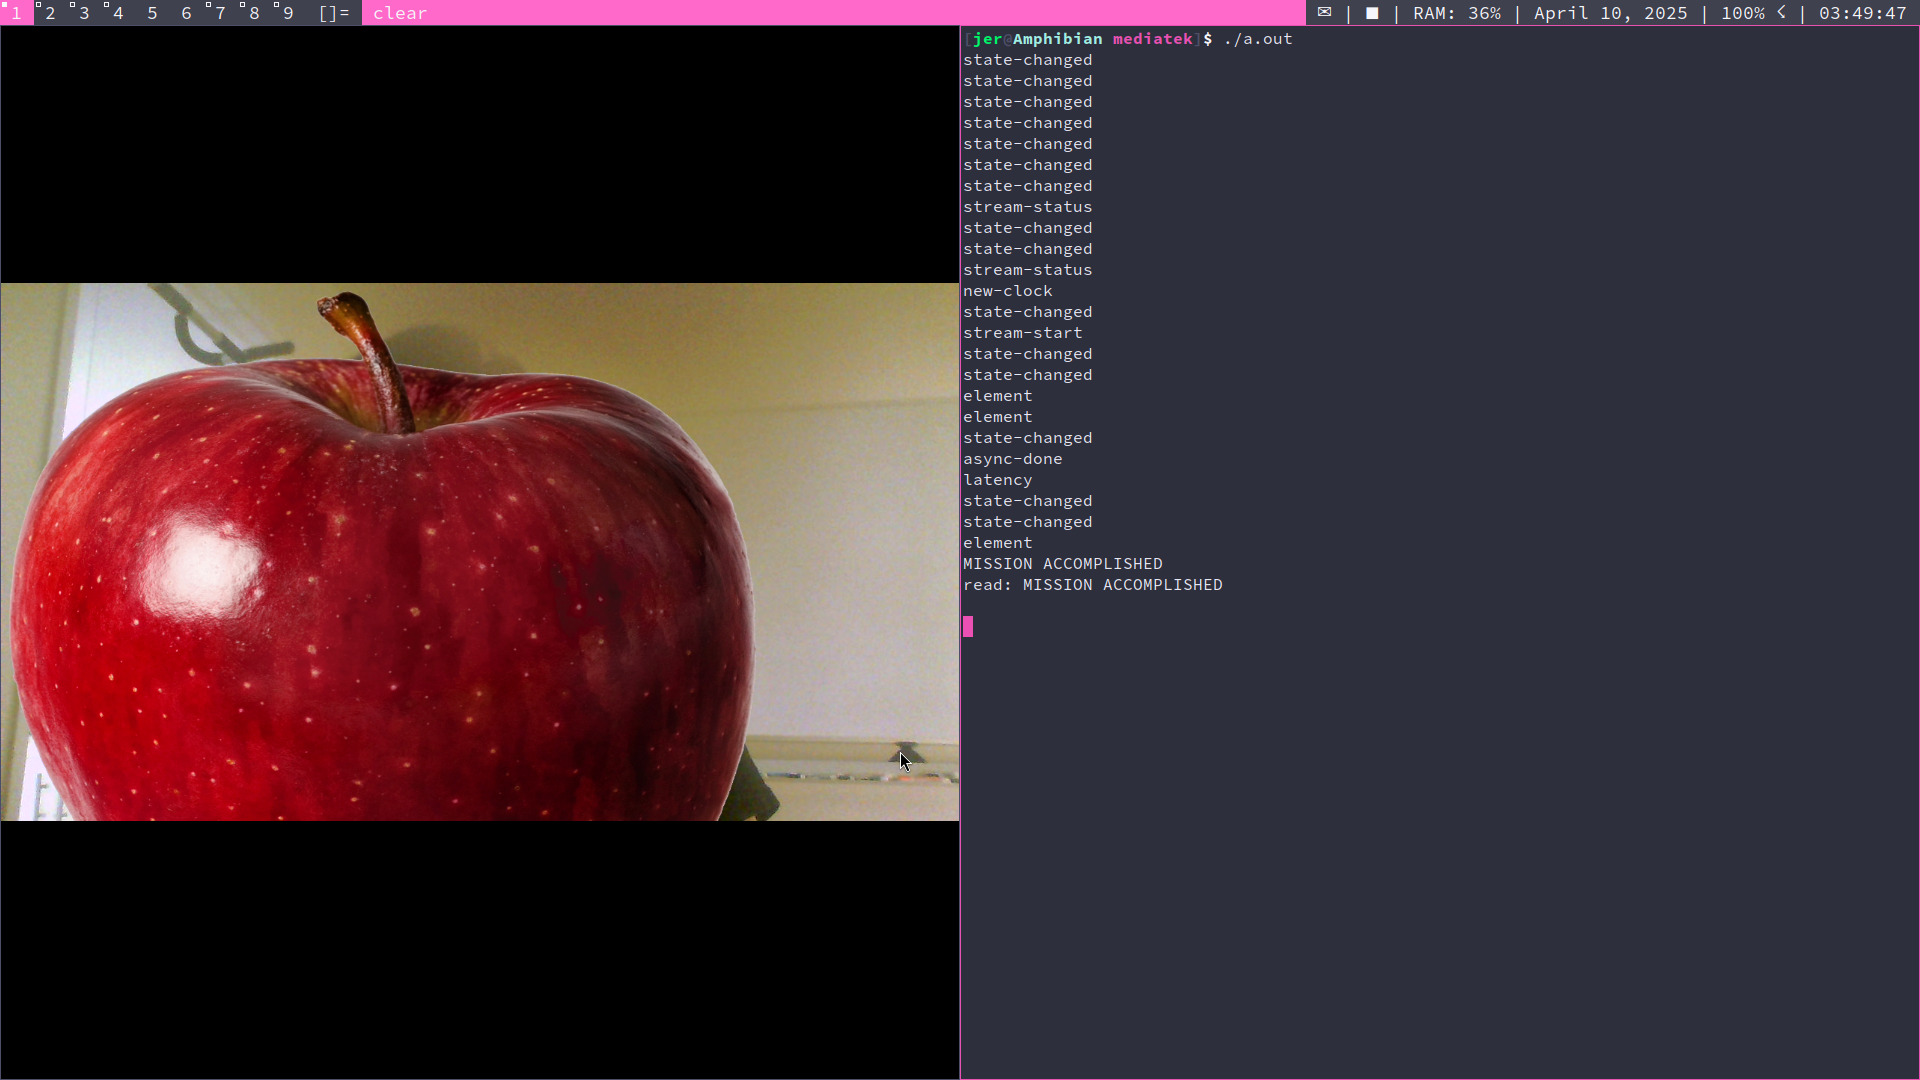 1 2 3 4 5 6 7 8 9 []= clear ✉ | ■ | RAM: 36% | April 10, 2025 | 100% | 03:49:47
[jer@Amphibian mediatek]$ ./a.out
state-changed
state-changed
state-changed
state-changed
state-changed
state-changed
state-changed
stream-status
state-changed
state-changed
stream-status
new-clock
state-changed
stream-start
state-changed
state-changed
element
element
state-changed
async-done
latency
state-changed
state-changed
element
MISSION ACCOMPLISHED
read: MISSION ACCOMPLISHED